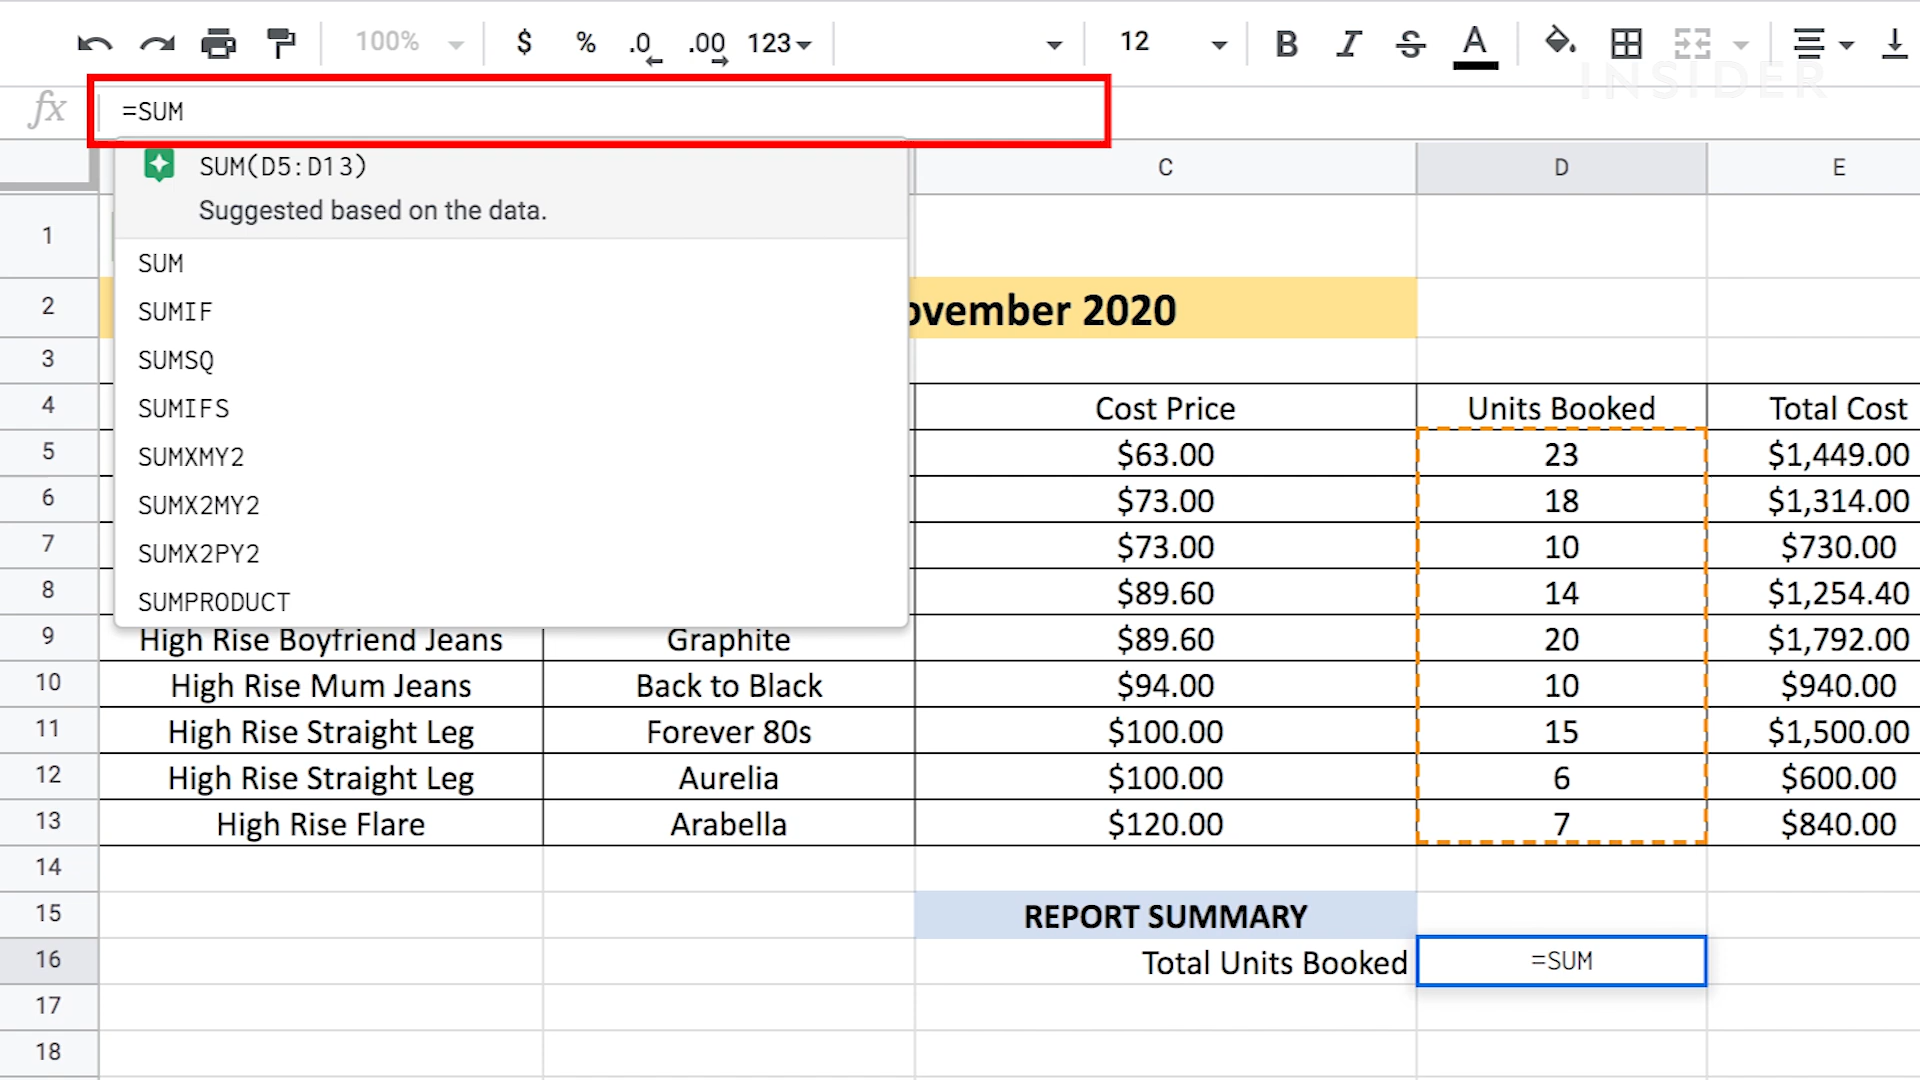 100% $ % .0 .00 123 12 B I S A
INSIDER
fx =SUM
SUM(D5:D13)
Suggested based on the data.
SUM
SUMIF
SUMSQ
SUMIFS
SUMXMY2
SUMX2MY2
SUMX2PY2
SUMPRODUCT
C D E
1
2 ovember 2020
3
4 Cost Price Units Booked Total Cost
5 $63.00 23 $1,449.00
6 $73.00 18 $1,314.00
7 $73.00 10 $730.00
8 $89.60 14 $1,254.40
9 High Rise Boyfriend Jeans Graphite $89.60 20 $1,792.00
10 High Rise Mum Jeans Back to Black $94.00 10 $940.00
11 High Rise Straight Leg Forever 80s $100.00 15 $1,500.00
12 High Rise Straight Leg Aurelia $100.00 6 $600.00
13 High Rise Flare Arabella $120.00 7 $840.00
14
15 REPORT SUMMARY
16 Total Units Booked =SUM
17
18